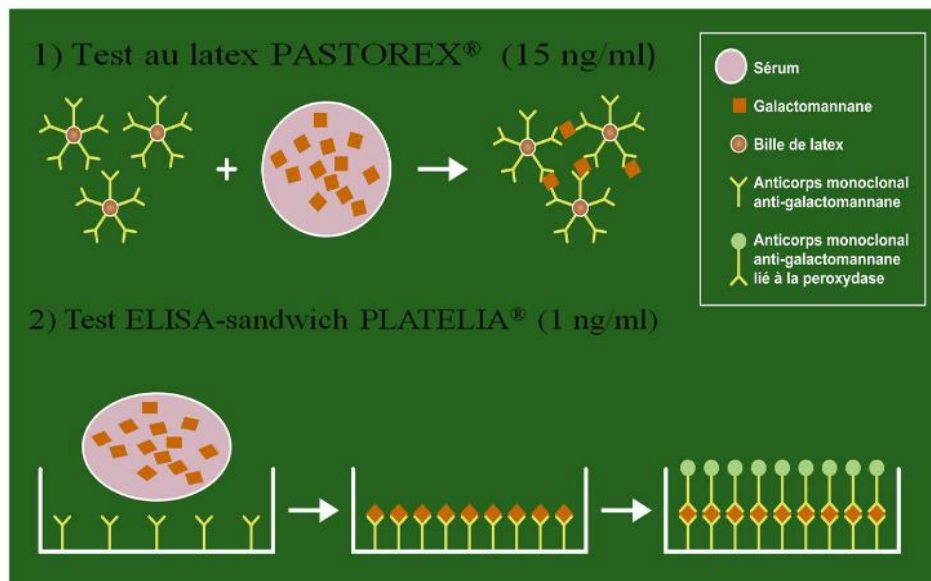 1) Test au latex PASTOREX® (15 ng/ml)
Sérum
Galactomannane
Bille de latex
Anticorps monoclonal
anti-galactomannane
Anticorps monoclonal
anti-galactomannane
lié à la peroxydase
+
2) Test ELISA-sandwich PLATELIA® (1 ng/ml)